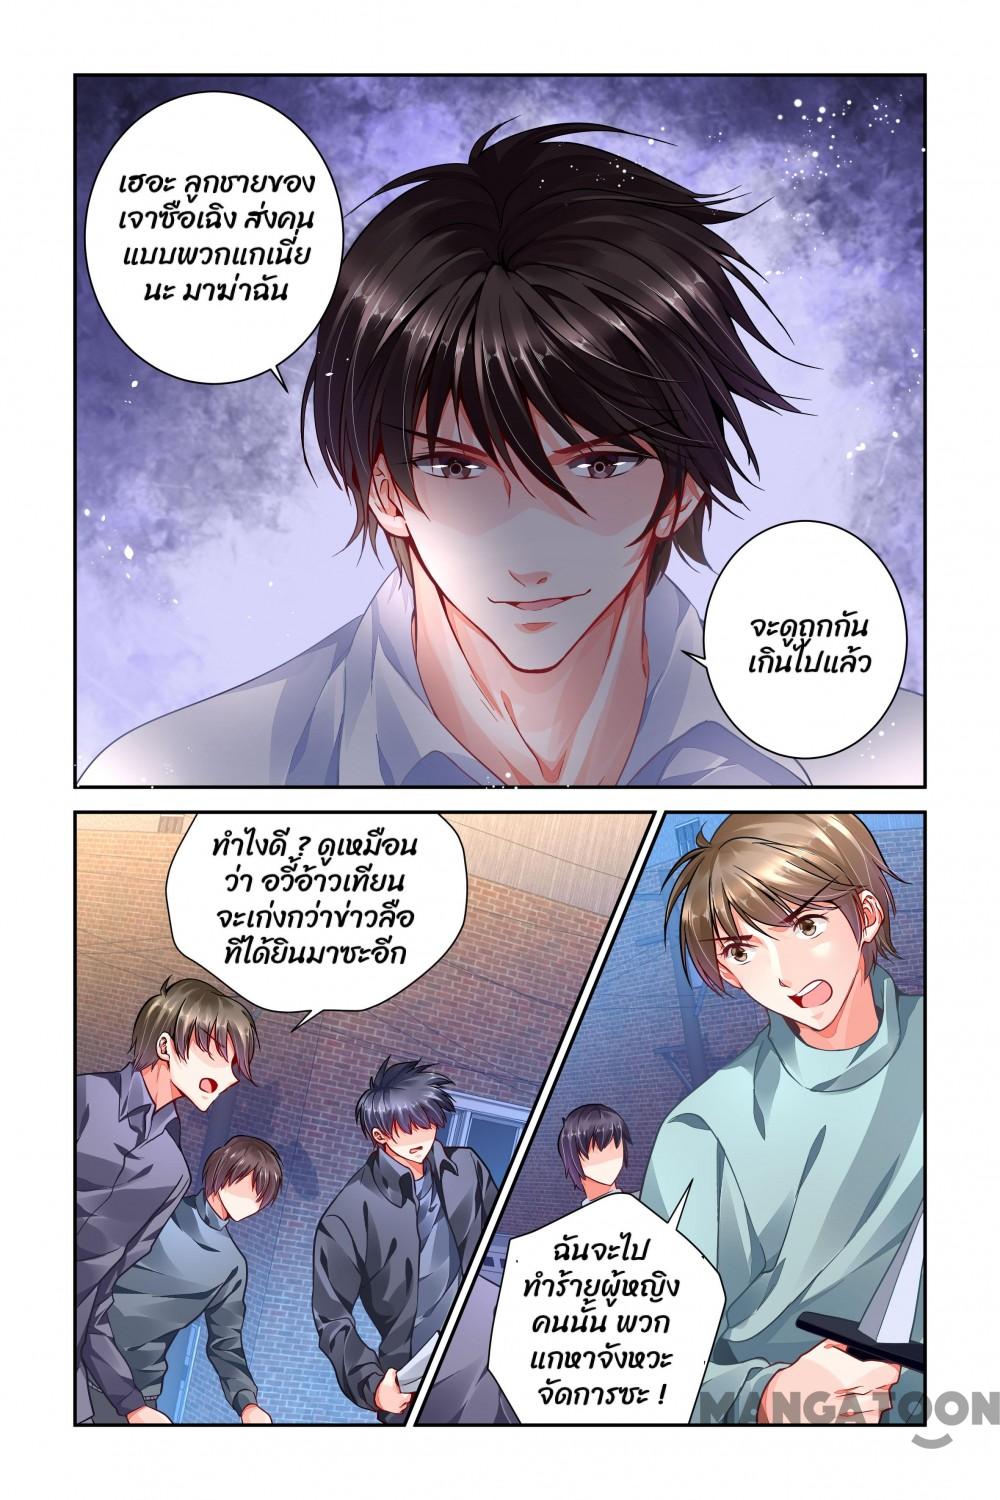 เฮอะ ลูกชายของ
เจาซือเฉิง ส่งคน
แบบพวกแกเนี่ย
นะ มาฆ่าฉัน
จะดูถูกกัน
เกินไปแล้ว
ทำไงดี ? ดูเหมือน
ว่า อวี้อ้าวเทียน
จะเก่งกว่าข่าวลือ
ทีได้ยินมาซะอีก
ฉันจะไป
ทำร้ายผู้หญิง
คนนั้น พวก
แกหาจังหวะ
จัดการซะ !
MANGATOON